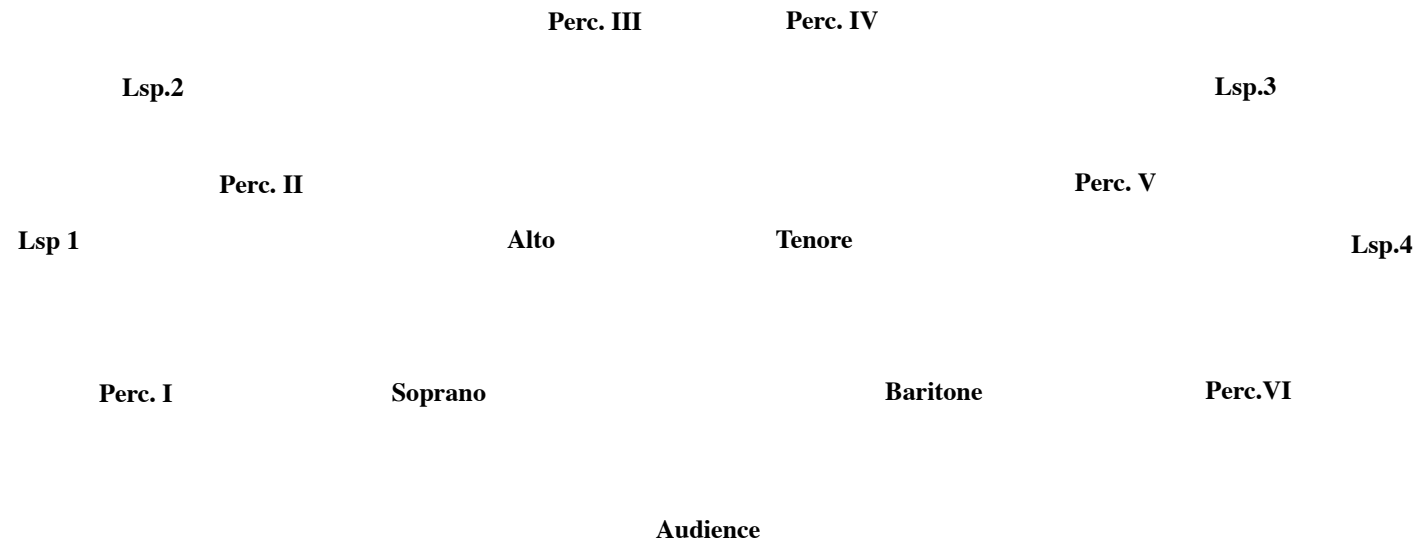 Perc. III Perc. IV
Lsp.2 Lsp.3
Perc. II Perc. V
Lsp 1 Alto Tenore Lsp.4
Perc. I Soprano Baritone Perc.VI
Audience